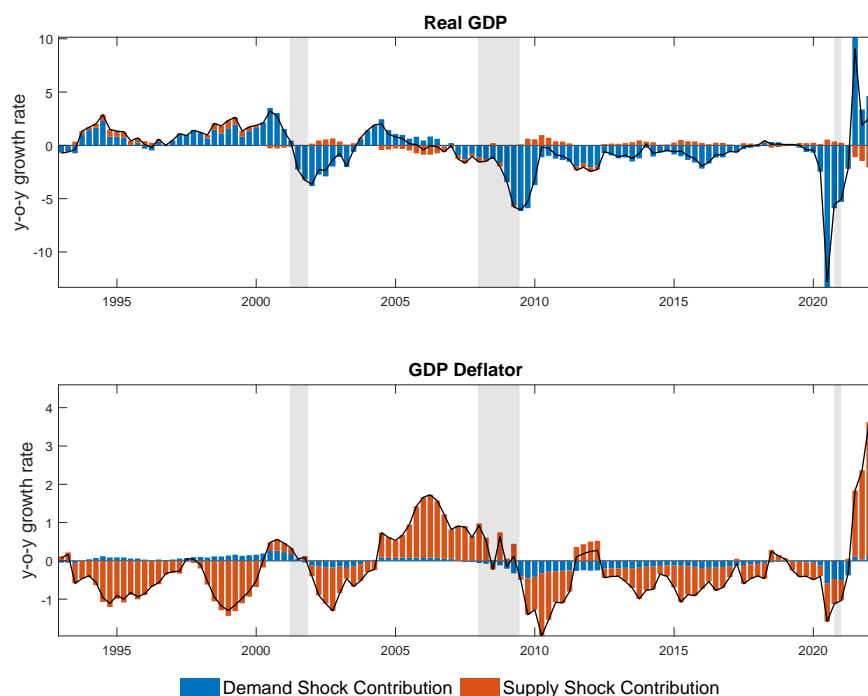 Real GDP
y-o-y growth rate
10
5
0
-5
-10
1995 2000 2005 2010 2015 2020
GDP Deflator
y-o-y growth rate
4
3
2
1
0
-1
1995 2000 2005 2010 2015 2020
Demand Shock Contribution Supply Shock Contribution